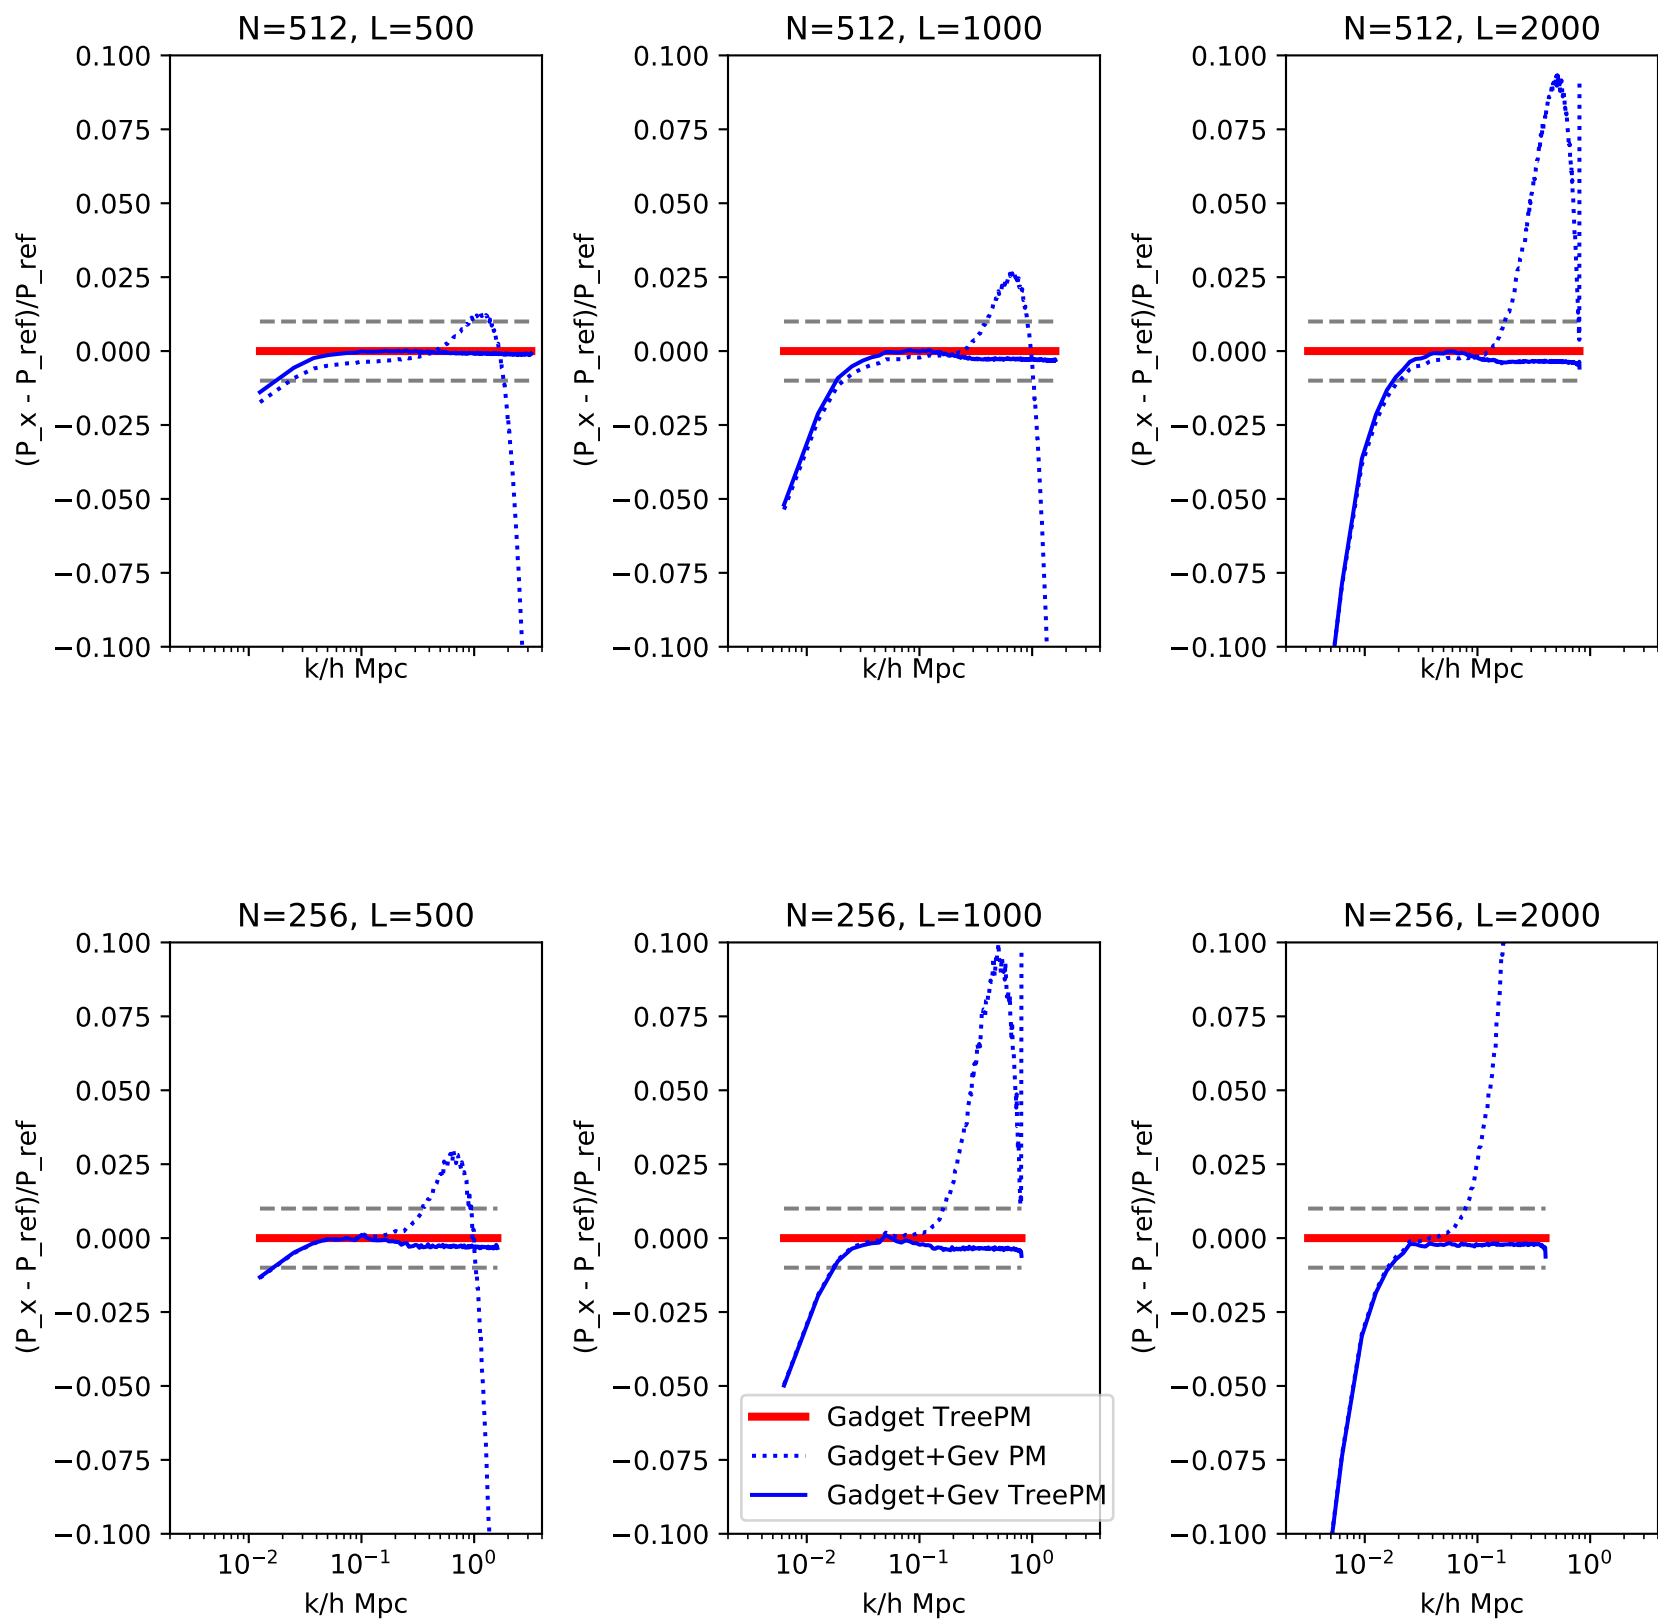 N=512, L=500
N=512, L=1000
N=512, L=2000
0.100
0.075
0.050
0.025
0.000
−0.025
−0.050
−0.075
−0.100
(P_x - P_ref)/P_ref
k/h Mpc
0.100
0.075
0.050
0.025
0.000
−0.025
−0.050
−0.075
−0.100
(P_x - P_ref)/P_ref
k/h Mpc
0.100
0.075
0.050
0.025
0.000
−0.025
−0.050
−0.075
−0.100
(P_x - P_ref)/P_ref
k/h Mpc
N=256, L=500
N=256, L=1000
N=256, L=2000
0.100
0.075
0.050
0.025
0.000
−0.025
−0.050
−0.075
−0.100
(P_x - P_ref)/P_ref
10⁻² 10⁻¹ 10⁰
k/h Mpc
0.100
0.075
0.050
0.025
0.000
−0.025
−0.050
−0.075
−0.100
(P_x - P_ref)/P_ref
Gadget TreePM
Gadget+Gev PM
Gadget+Gev TreePM
10⁻² 10⁻¹ 10⁰
k/h Mpc
0.100
0.075
0.050
0.025
0.000
−0.025
−0.050
−0.075
−0.100
(P_x - P_ref)/P_ref
10⁻² 10⁻¹ 10⁰
k/h Mpc